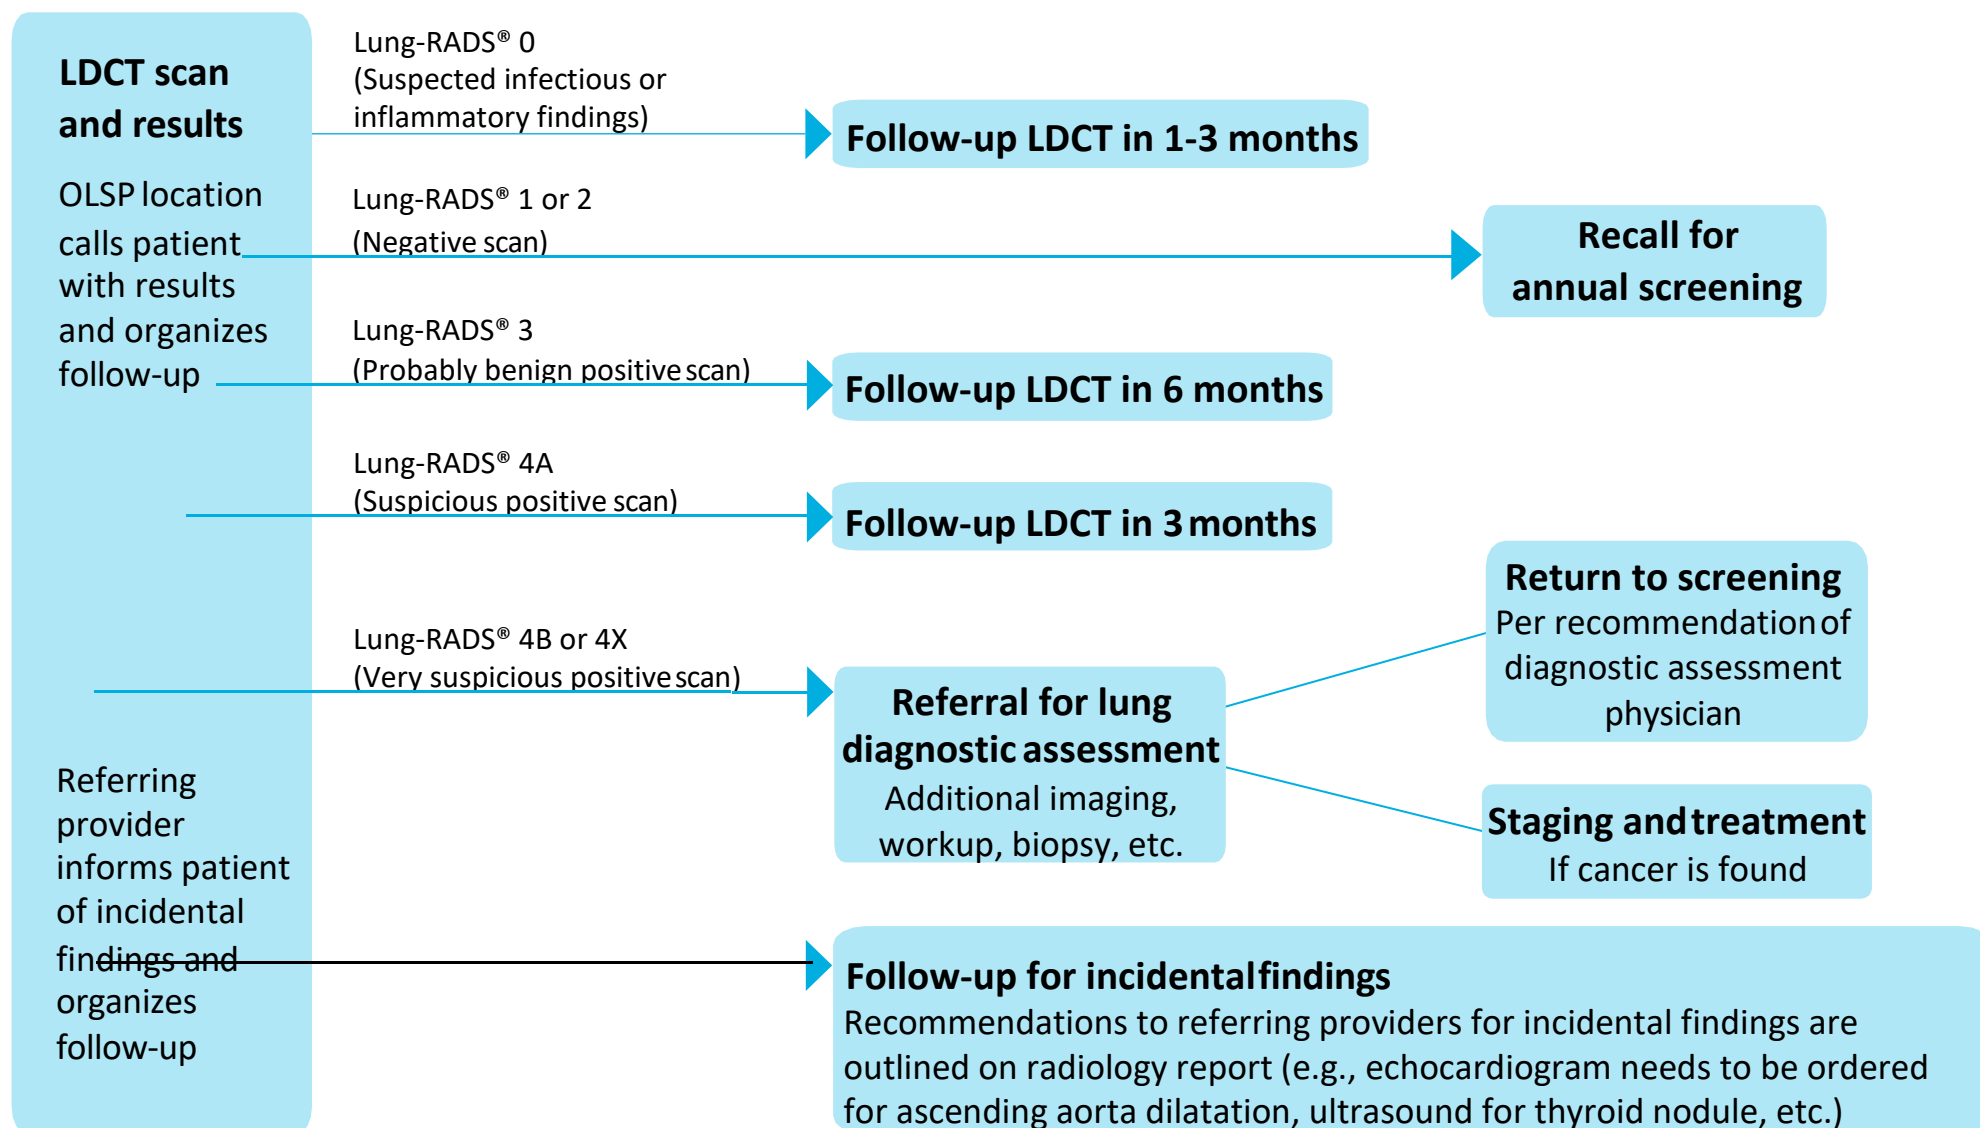 LDCT scan
and results
OLSP location
calls patient
with results
and organizes
follow-up
Referring
provider
informs patient
of incidental
findings and
organizes
follow-up
Lung-RADS® 0
(Suspected infectious or
inflammatory findings)
Follow-up LDCT in 1-3 months
Lung-RADS® 1 or 2
(Negative scan)
Recall for
annual screening
Lung-RADS® 3
(Probably benign positive scan)
Follow-up LDCT in 6 months
Lung-RADS® 4A
(Suspicious positive scan)
Follow-up LDCT in 3 months
Lung-RADS® 4B or 4X
(Very suspicious positive scan)
Referral for lung
diagnostic assessment
Additional imaging,
workup, biopsy, etc.
Return to screening
Per recommendation of
diagnostic assessment
physician
Staging and treatment
If cancer is found
Follow-up for incidental findings
Recommendations to referring providers for incidental findings are
outlined on radiology report (e.g., echocardiogram needs to be ordered
for ascending aorta dilatation, ultrasound for thyroid nodule, etc.)